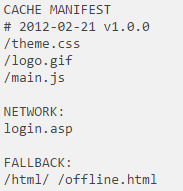 CACHE MANIFEST
# 2012-02-21 v1.0.0
/theme.css
/logo.gif
/main.js

NETWORK:
login.asp

FALLBACK:
/html/ /offline.html